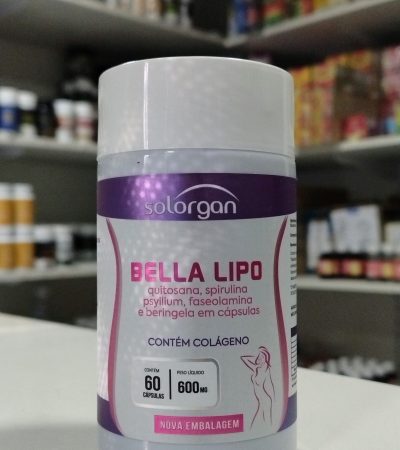 solorgan
BELLA LIPO
quitosana, spirulina
psyllium, faseolamina
e beringela em cápsulas
CONTÉM COLÁGENO
CONTÉM
60
CÁPSULAS
PESO LÍQUIDO
600MG
NOVA EMBALAGEM